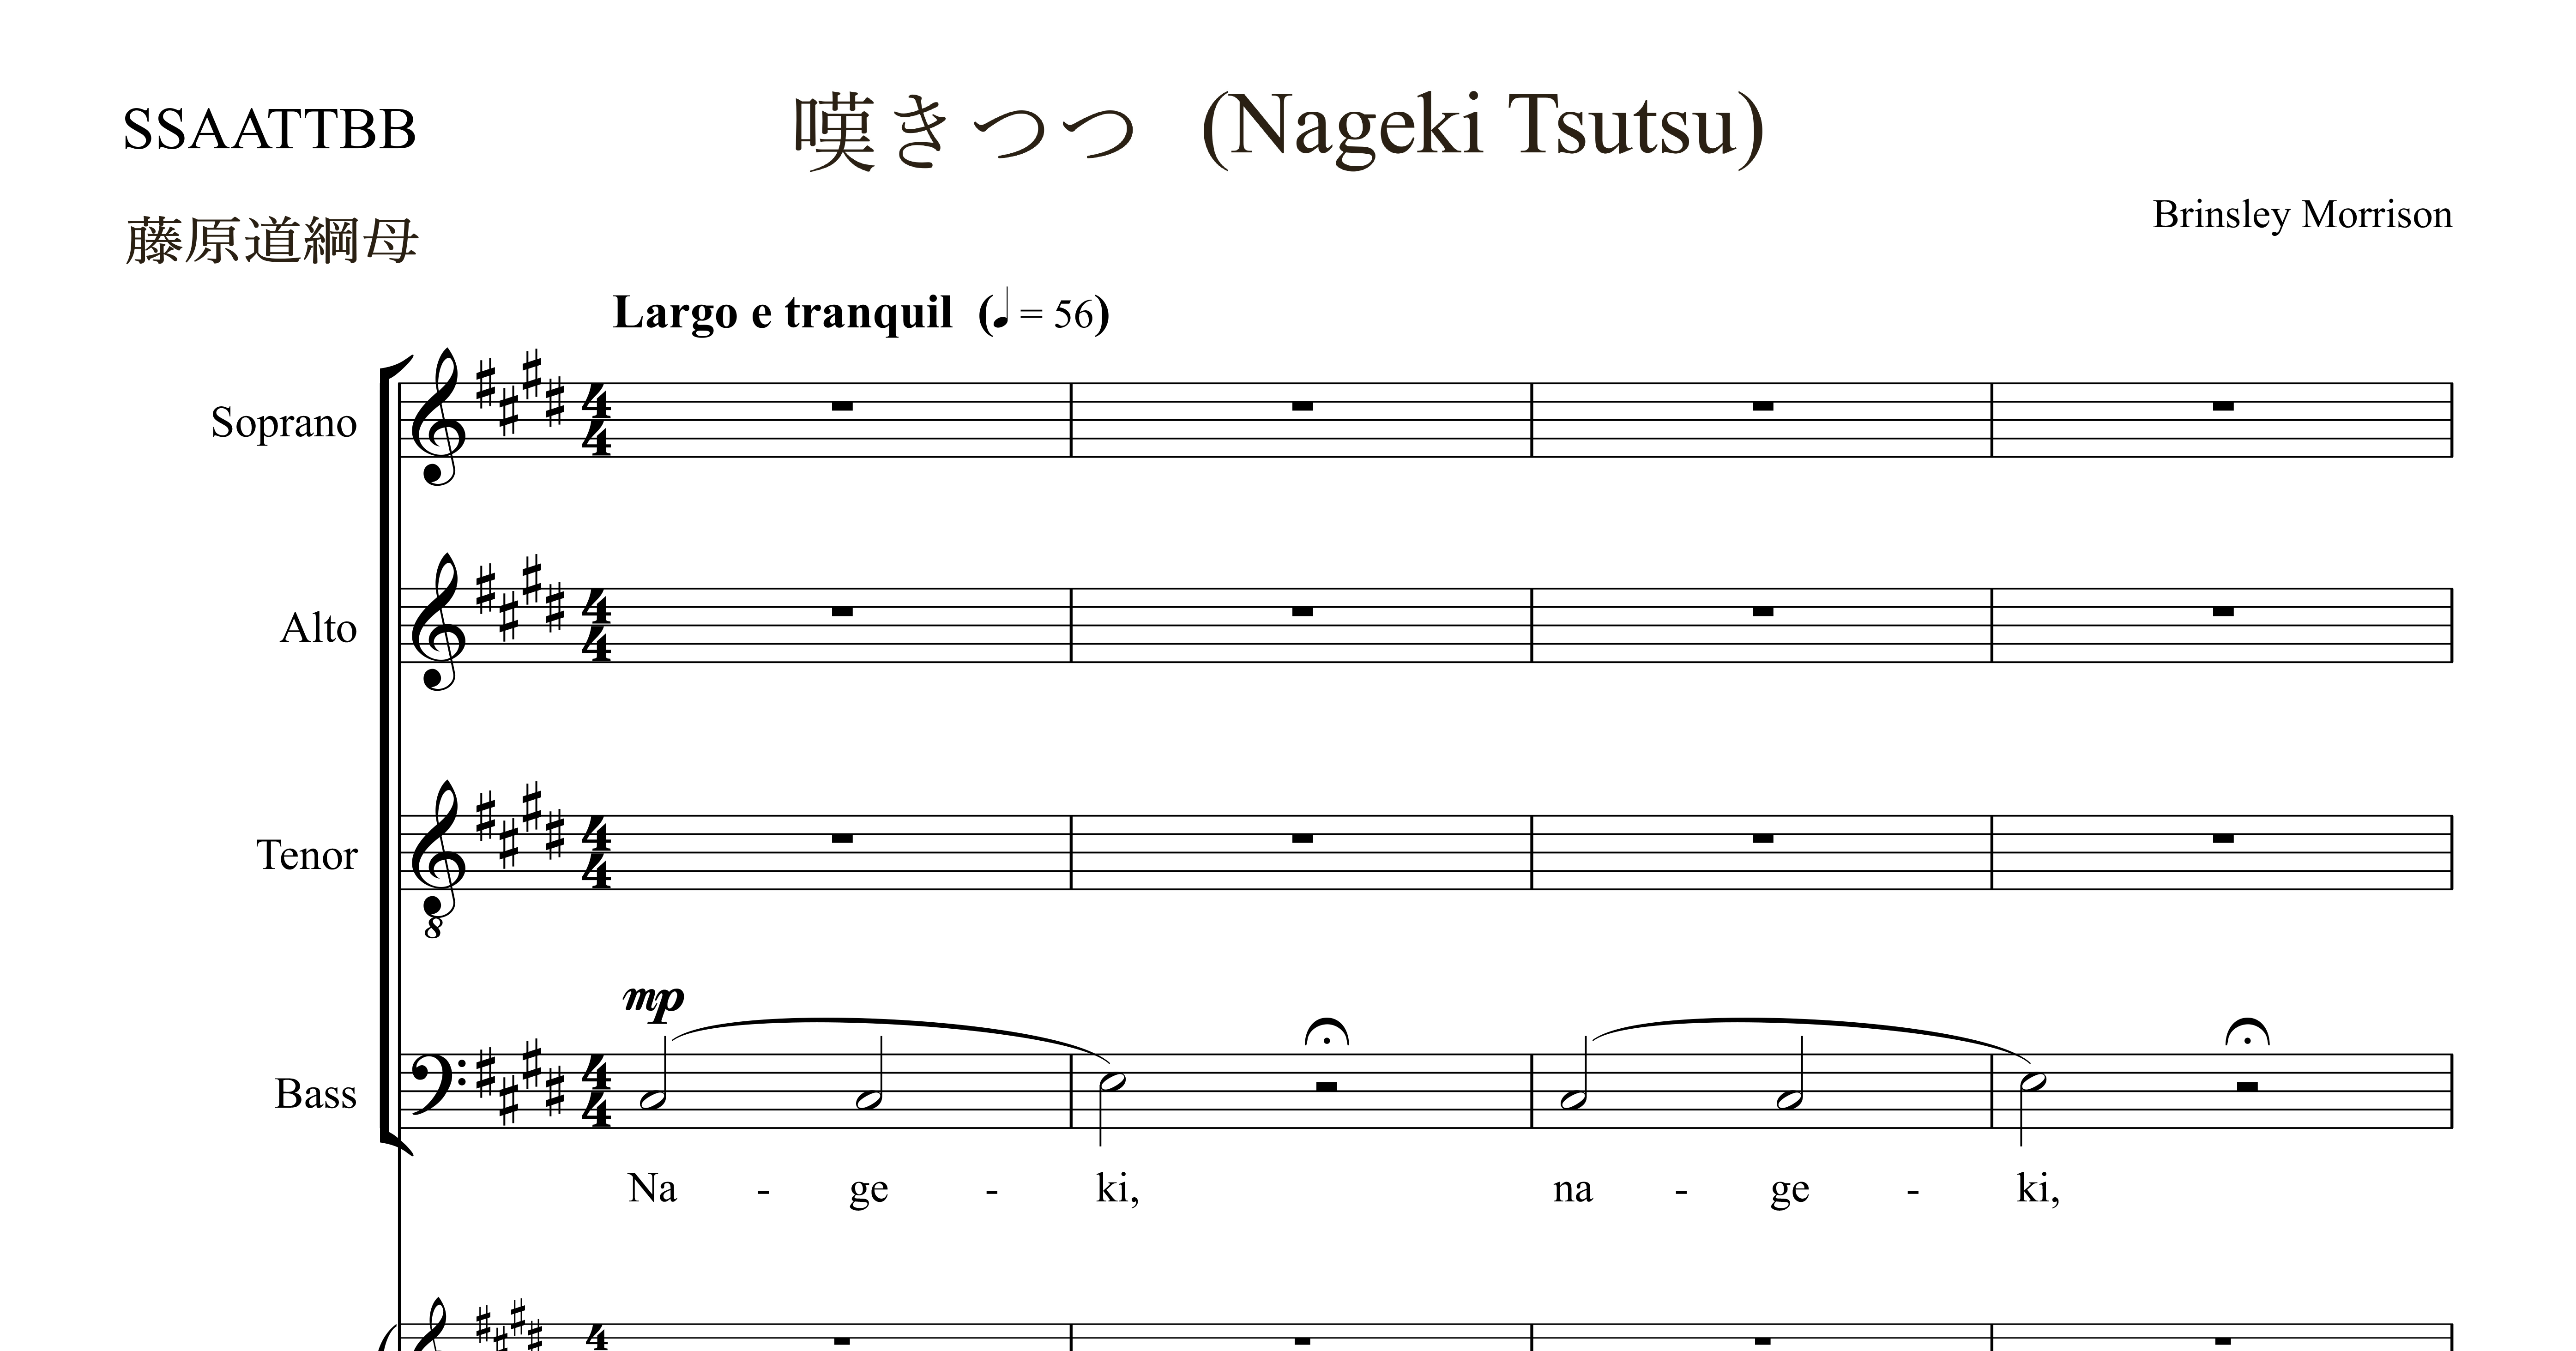 SSAATTBB
嘆きつつ (Nageki Tsutsu)
Brinsley Morrison
藤原道綱母
Largo e tranquil (♩ = 56)
Soprano
Alto
Tenor
8
mp
Bass
Na - ge - ki, na - ge - ki,